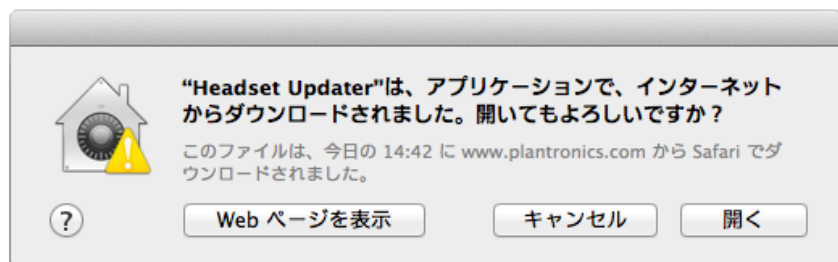 “Headset Updater”は、アプリケーションで、インターネット
からダウンロードされました。開いてもよろしいですか？
このファイルは、今日の 14:42 に www.plantronics.com から Safari でダ
ウンロードされました。
?
Web ページを表示
キャンセル
開く